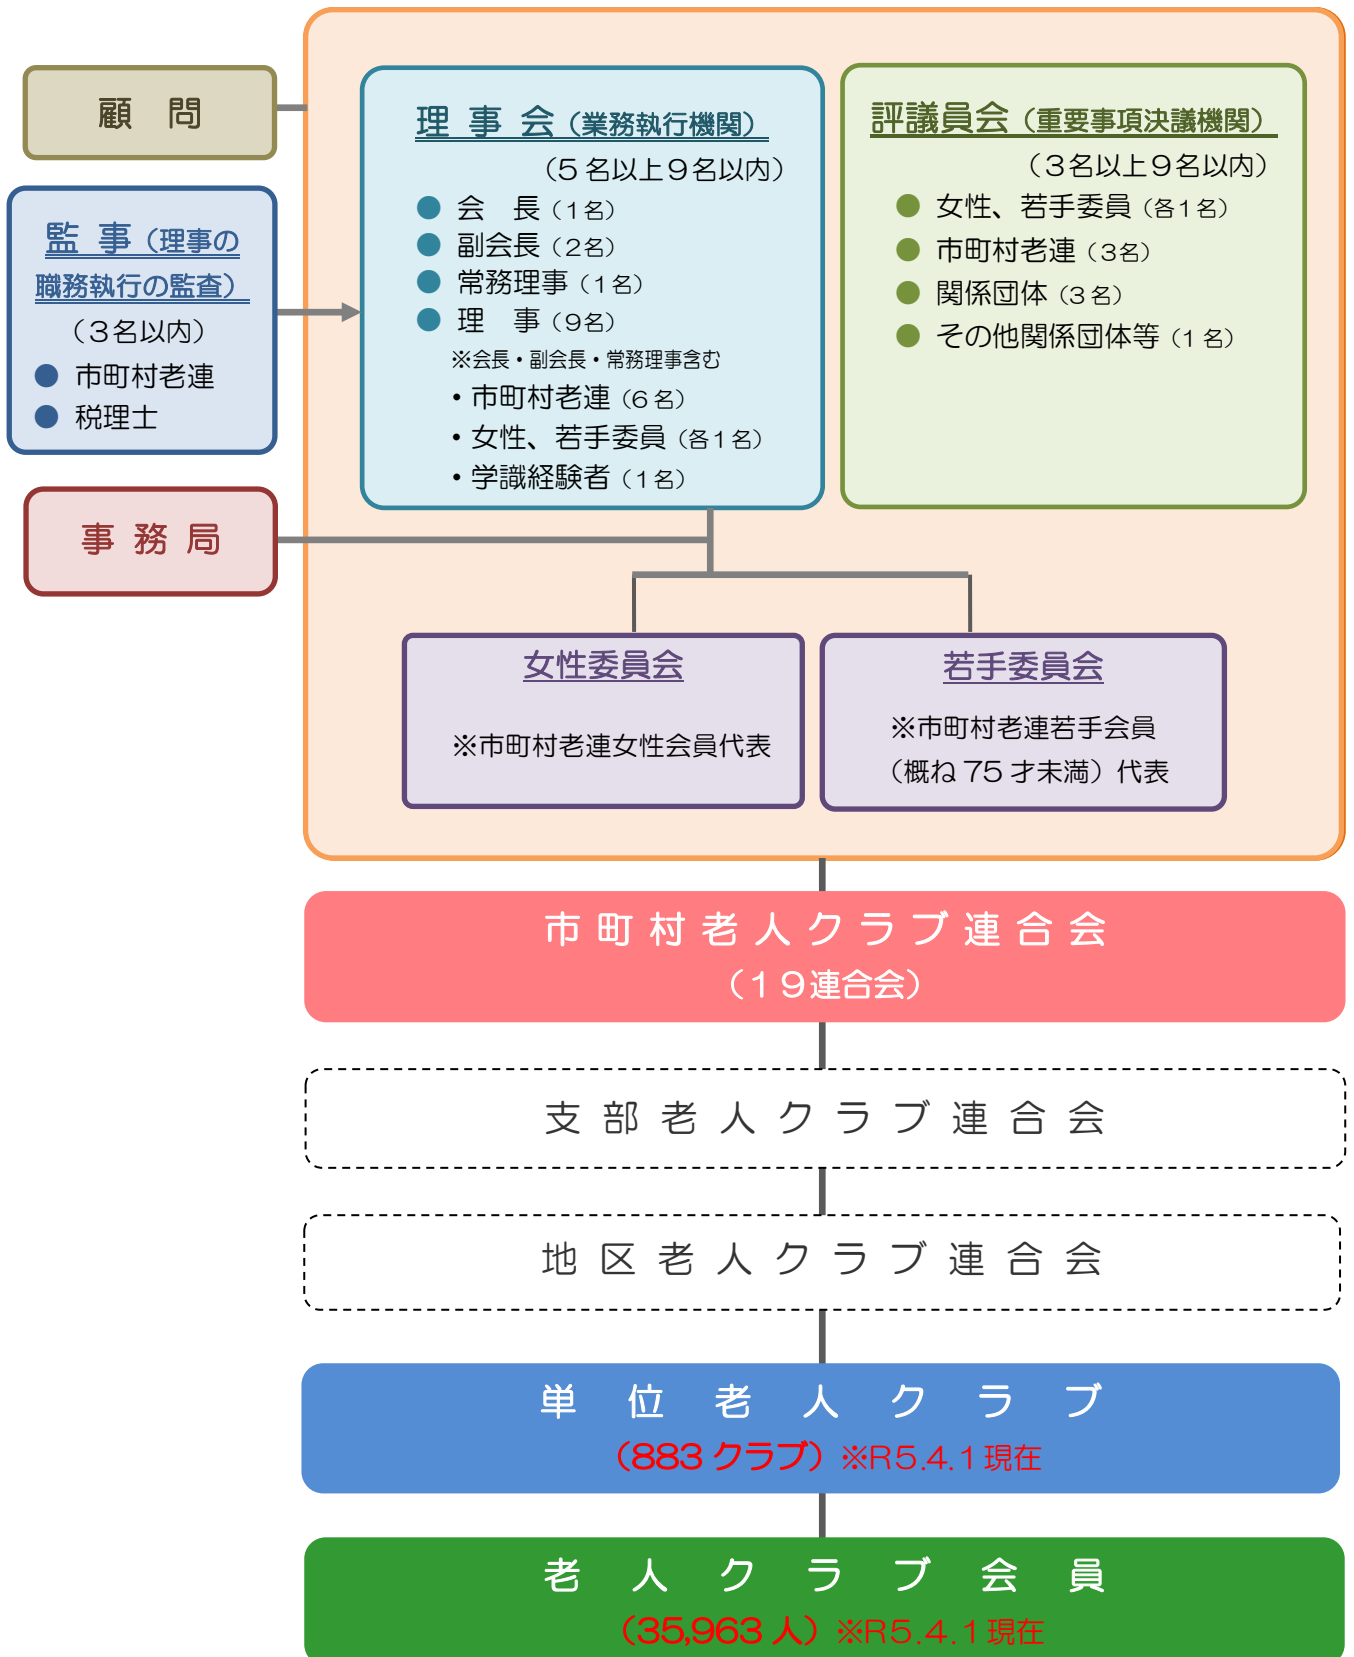 顧　問
監 事（理事の
職務執行の監査）
（３名以内）
● 市町村老連
● 税理士
事 務 局
理 事 会（業務執行機関）
（5 名以上９名以内）
● 会　長（１名）
● 副会長（２名）
● 常務理事（１名）
● 理　事（９名）
※会長・副会長・常務理事含む
・市町村老連（６名）
・女性、若手委員（各１名）
・学識経験者（１名）
評議員会（重要事項決議機関）
（３名以上９名以内）
● 女性、若手委員（各１名）
● 市町村老連（３名）
● 関係団体（３名）
● その他関係団体等（１名）
女性委員会
※市町村老連女性会員代表
若手委員会
※市町村老連若手会員
（概ね 75 才未満）代表
市 町 村 老 人 ク ラ ブ 連 合 会
（１９連合会）
支 部 老 人 ク ラ ブ 連 合 会
地 区 老 人 ク ラ ブ 連 合 会
単 位 老 人 ク ラ ブ
（883 クラブ）※R５.４.１現在
老 人 ク ラ ブ 会 員
（35,963 人）※R５.４.１現在